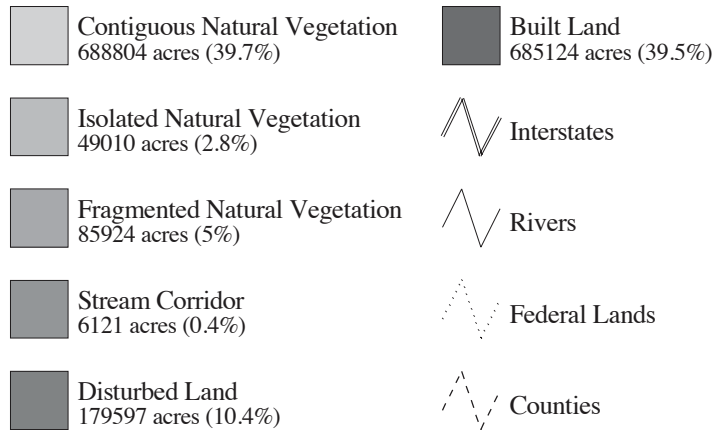 Contiguous Natural Vegetation
688804 acres (39.7%)
Isolated Natural Vegetation
49010 acres (2.8%)
Fragmented Natural Vegetation
85924 acres (5%)
Stream Corridor
6121 acres (0.4%)
Disturbed Land
179597 acres (10.4%)
Built Land
685124 acres (39.5%)
Interstates
Rivers
Federal Lands
Counties